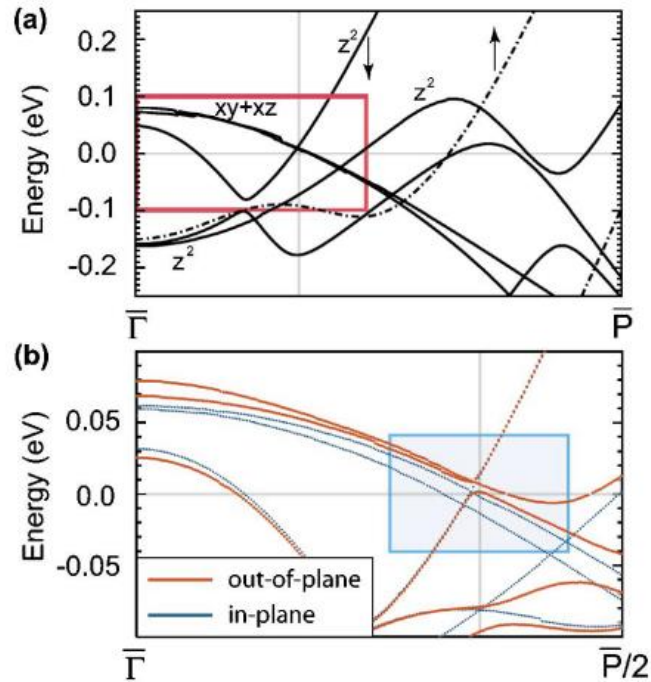 (a)
0.2
0.1
0.0
-0.1
-0.2
Energy (eV)
z²
↓
↑
z²
xy+xz
z²
Γ̅
P̅
(b)
0.05
0.0
-0.05
Energy (eV)
out-of-plane
in-plane
Γ̅
P̅/2